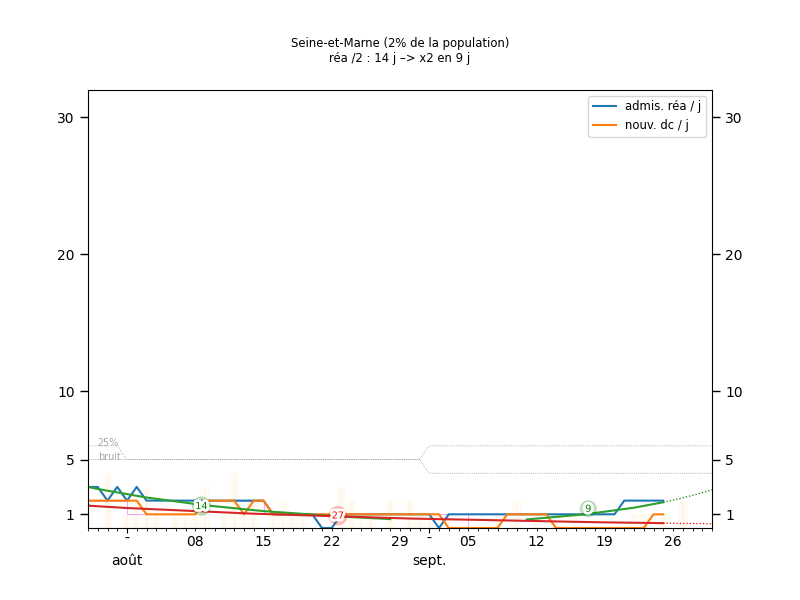 Seine-et-Marne (2% de la population)
réa /2 : 14 j –> x2 en 9 j
admis. réa / j
nouv. dc / j
30
30
20
20
10
10
25%
bruit
5
5
14
27
9
1
1
- 08 15 22 29 - 05 12 19 26
août sept.